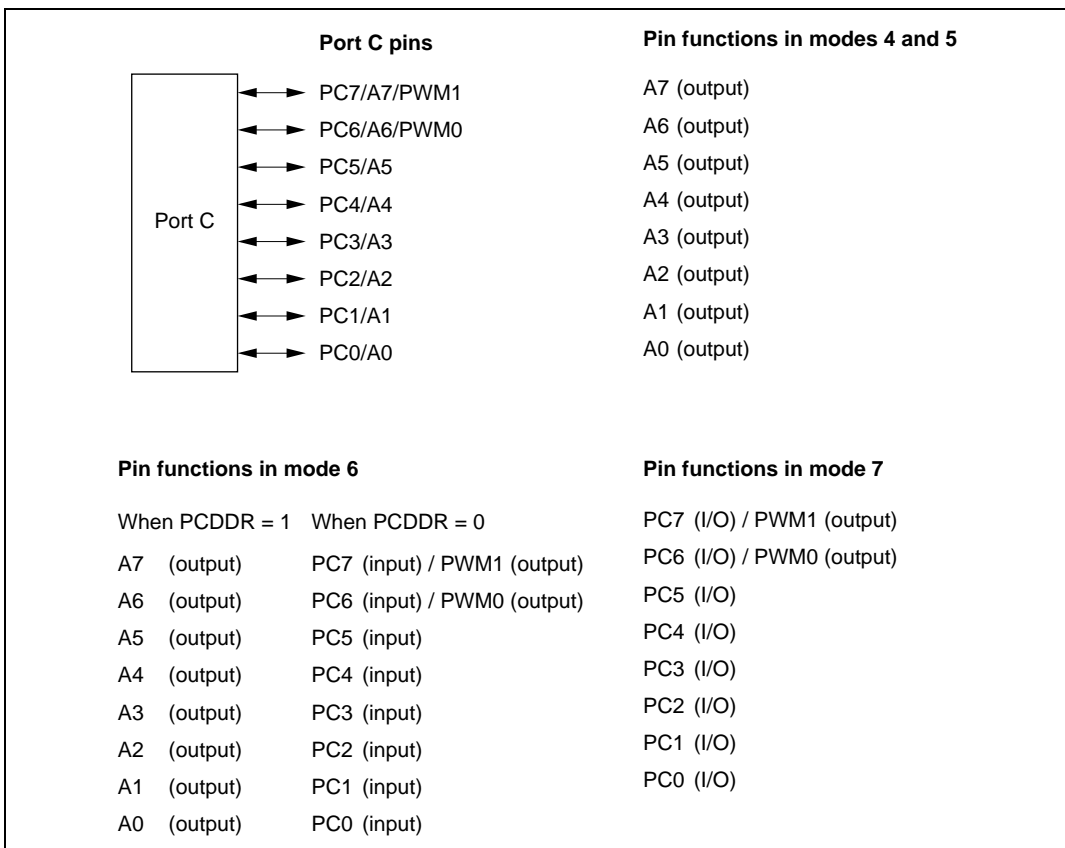 Port C pins
Port C
PC7/A7/PWM1
PC6/A6/PWM0
PC5/A5
PC4/A4
PC3/A3
PC2/A2
PC1/A1
PC0/A0
Pin functions in modes 4 and 5
A7 (output)
A6 (output)
A5 (output)
A4 (output)
A3 (output)
A2 (output)
A1 (output)
A0 (output)
Pin functions in mode 6
When PCDDR = 1 When PCDDR = 0
A7 (output) PC7 (input) / PWM1 (output)
A6 (output) PC6 (input) / PWM0 (output)
A5 (output) PC5 (input)
A4 (output) PC4 (input)
A3 (output) PC3 (input)
A2 (output) PC2 (input)
A1 (output) PC1 (input)
A0 (output) PC0 (input)
Pin functions in mode 7
PC7 (I/O) / PWM1 (output)
PC6 (I/O) / PWM0 (output)
PC5 (I/O)
PC4 (I/O)
PC3 (I/O)
PC2 (I/O)
PC1 (I/O)
PC0 (I/O)